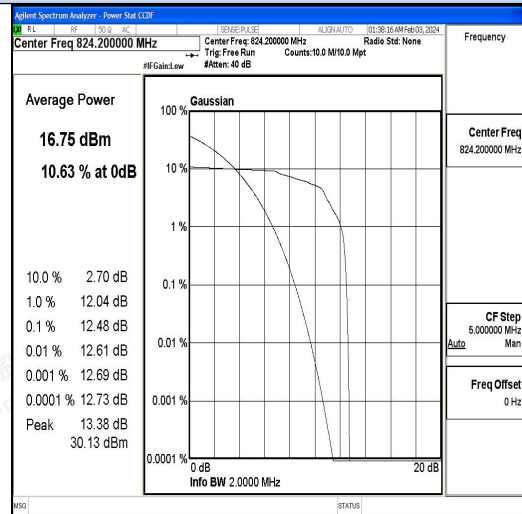 Agilent Spectrum Analyzer - Power Stat CCDF
RL RF 50 Ω AC SENSE:PULSE ALIGN AUTO 01:38:16 AM Feb 03, 2024
Center Freq 824.200000 MHz
Center Freq: 824.200000 MHz Radio Std: None
Trig: Free Run Counts:10.0 M/10.0 Mpt
#IFGain:Low #Atten: 40 dB
Frequency
Average Power
16.75 dBm
10.63 % at 0dB
10.0 % 2.70 dB
1.0 % 12.04 dB
0.1 % 12.48 dB
0.01 % 12.61 dB
0.001 % 12.69 dB
0.0001 % 12.73 dB
Peak 13.38 dB
30.13 dBm
Gaussian
100 %
10 %
1 %
0.1 %
0.01 %
0.001 %
0.0001 %
0 dB 20 dB
Info BW 2.0000 MHz
Center Freq
824.200000 MHz
CF Step
5.000000 MHz
Auto Man
Freq Offset
0 Hz
MSG STATUS